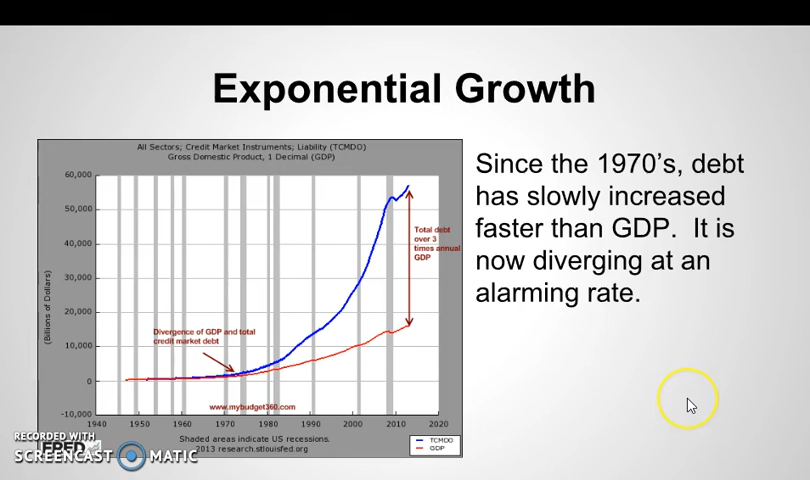 Exponential Growth
All Sectors; Credit Market Instruments; Liability (TCMDO)
Gross Domestic Product, 1 Decimal (GDP)
Since the 1970's, debt
has slowly increased
faster than GDP. It is
now diverging at an
alarming rate.
60,000
50,000
40,000
30,000
20,000
10,000
0
-10,000
(Billions of Dollars)
Total debt
over 3
times annual
GDP
Divergence of GDP and total
credit market debt
www.mybudget360.com
1940 1950 1960 1970 1980 1990 2000 2010 2020
Shaded areas indicate US recessions.
2013 research.stlouisfed.org
TCMDO
GDP
FRED
RECORDED WITH
SCREENCAST MATIC